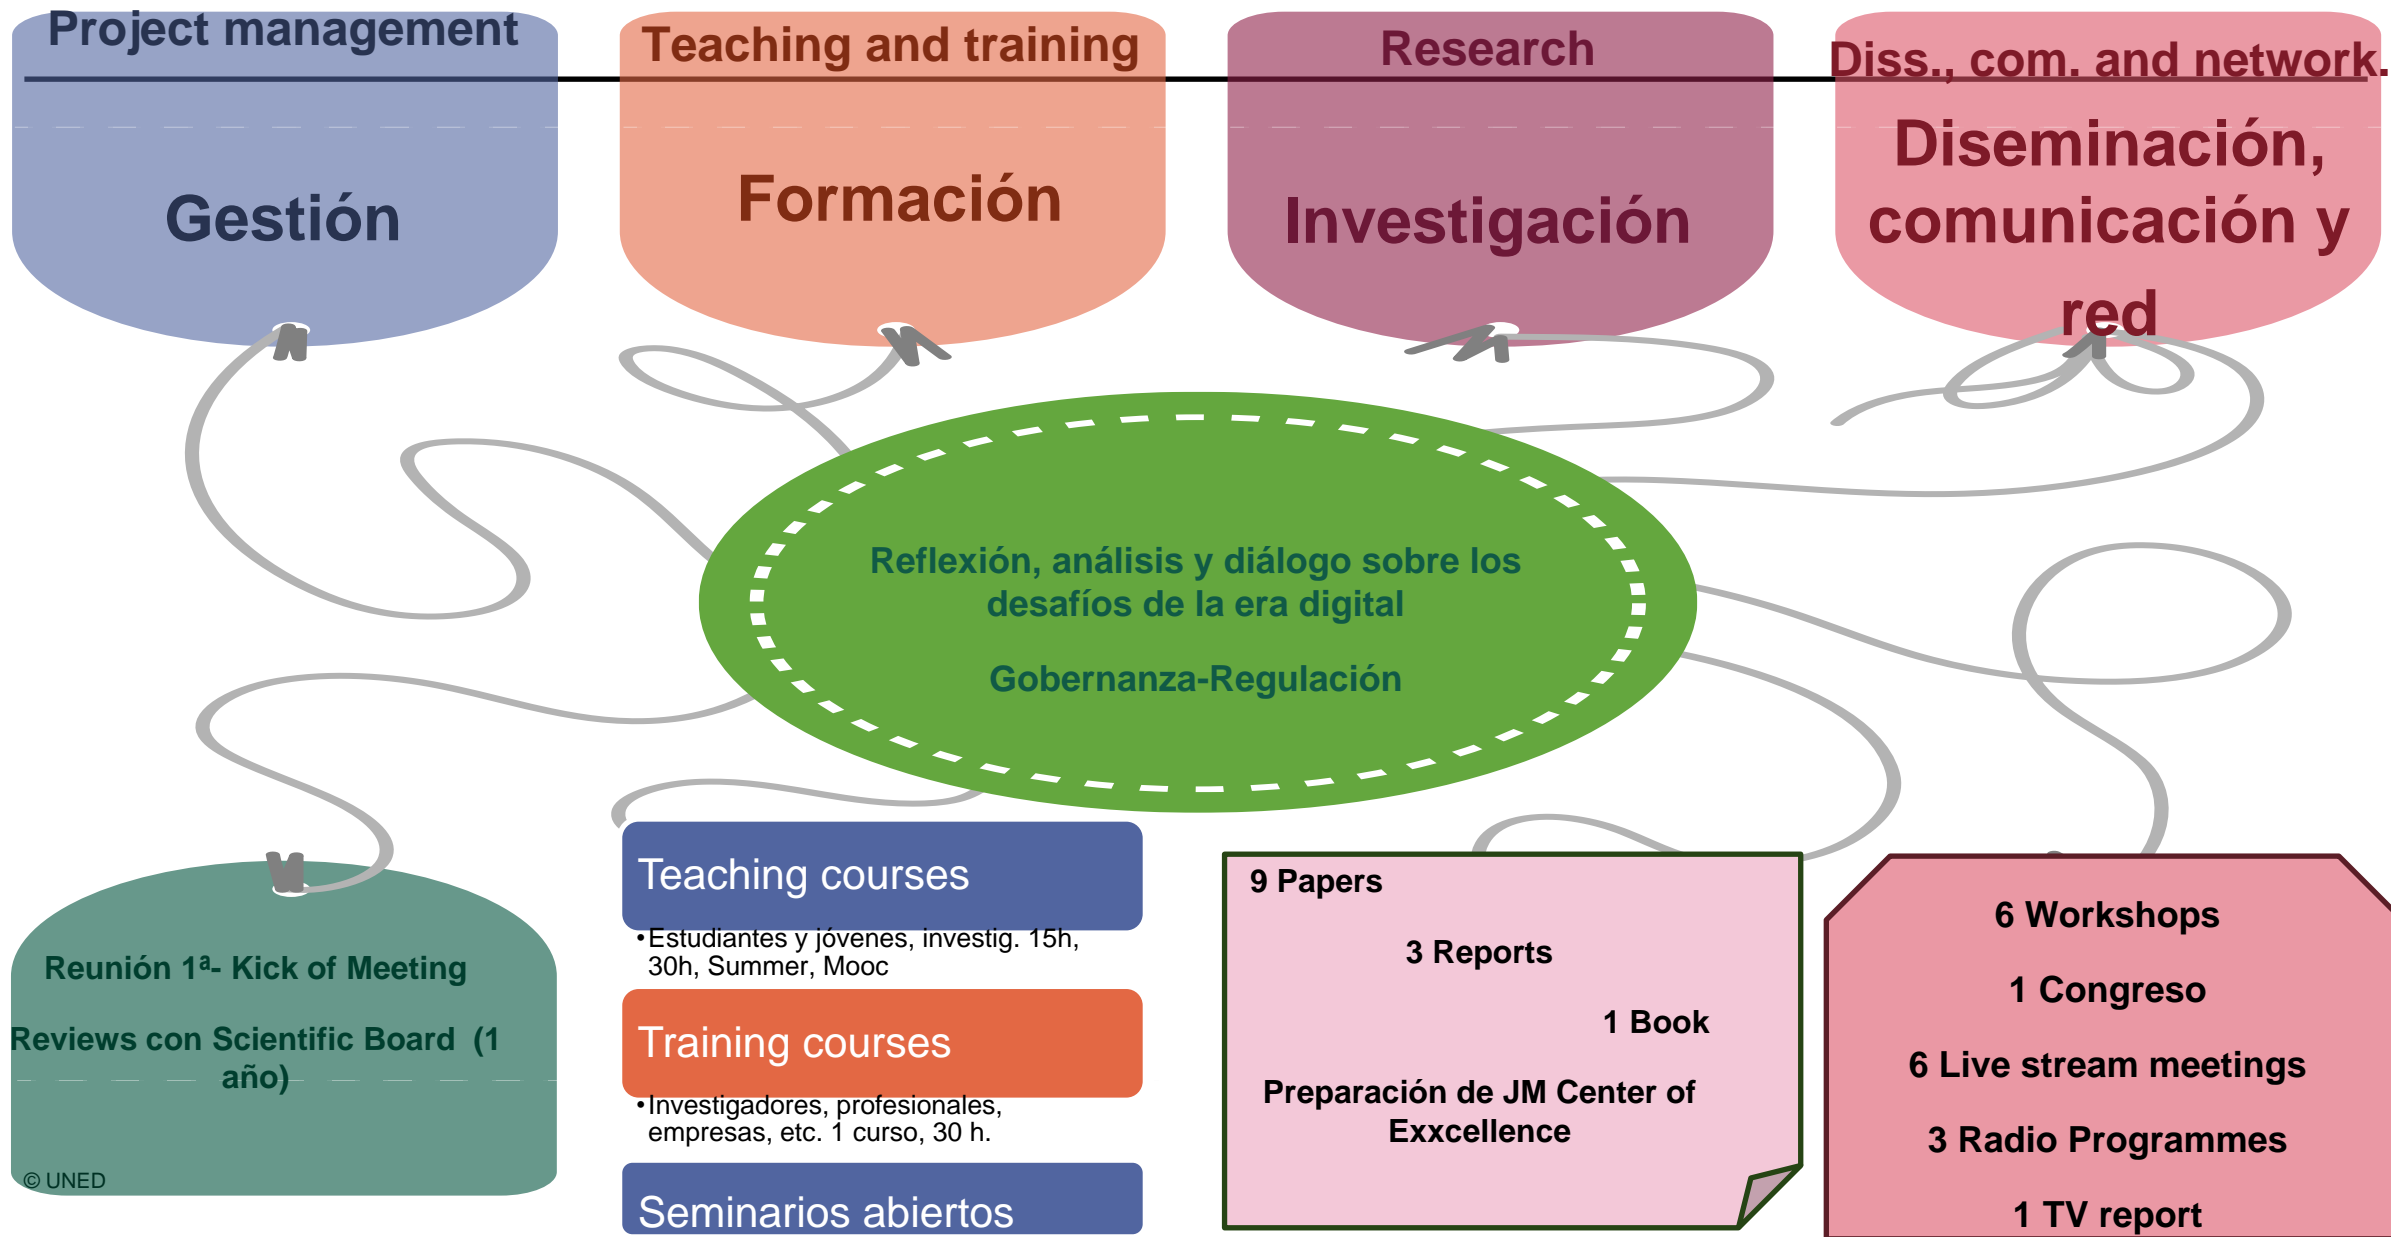 Project management
Teaching and training
Research
Diss., com. and network.
Gestión
Formación
Investigación
Diseminación,
comunicación y
red
Reflexión, análisis y diálogo sobre los
desafíos de la era digital
Gobernanza-Regulación
Reunión 1ª- Kick of Meeting
Reviews con Scientific Board (1
año)
© UNED
Teaching courses
•Estudiantes y jóvenes, investig. 15h,
30h, Summer, Mooc
Training courses
•Investigadores, profesionales,
empresas, etc. 1 curso, 30 h.
Seminarios abiertos
9 Papers
3 Reports
1 Book
Preparación de JM Center of
Exxcellence
6 Workshops
1 Congreso
6 Live stream meetings
3 Radio Programmes
1 TV report